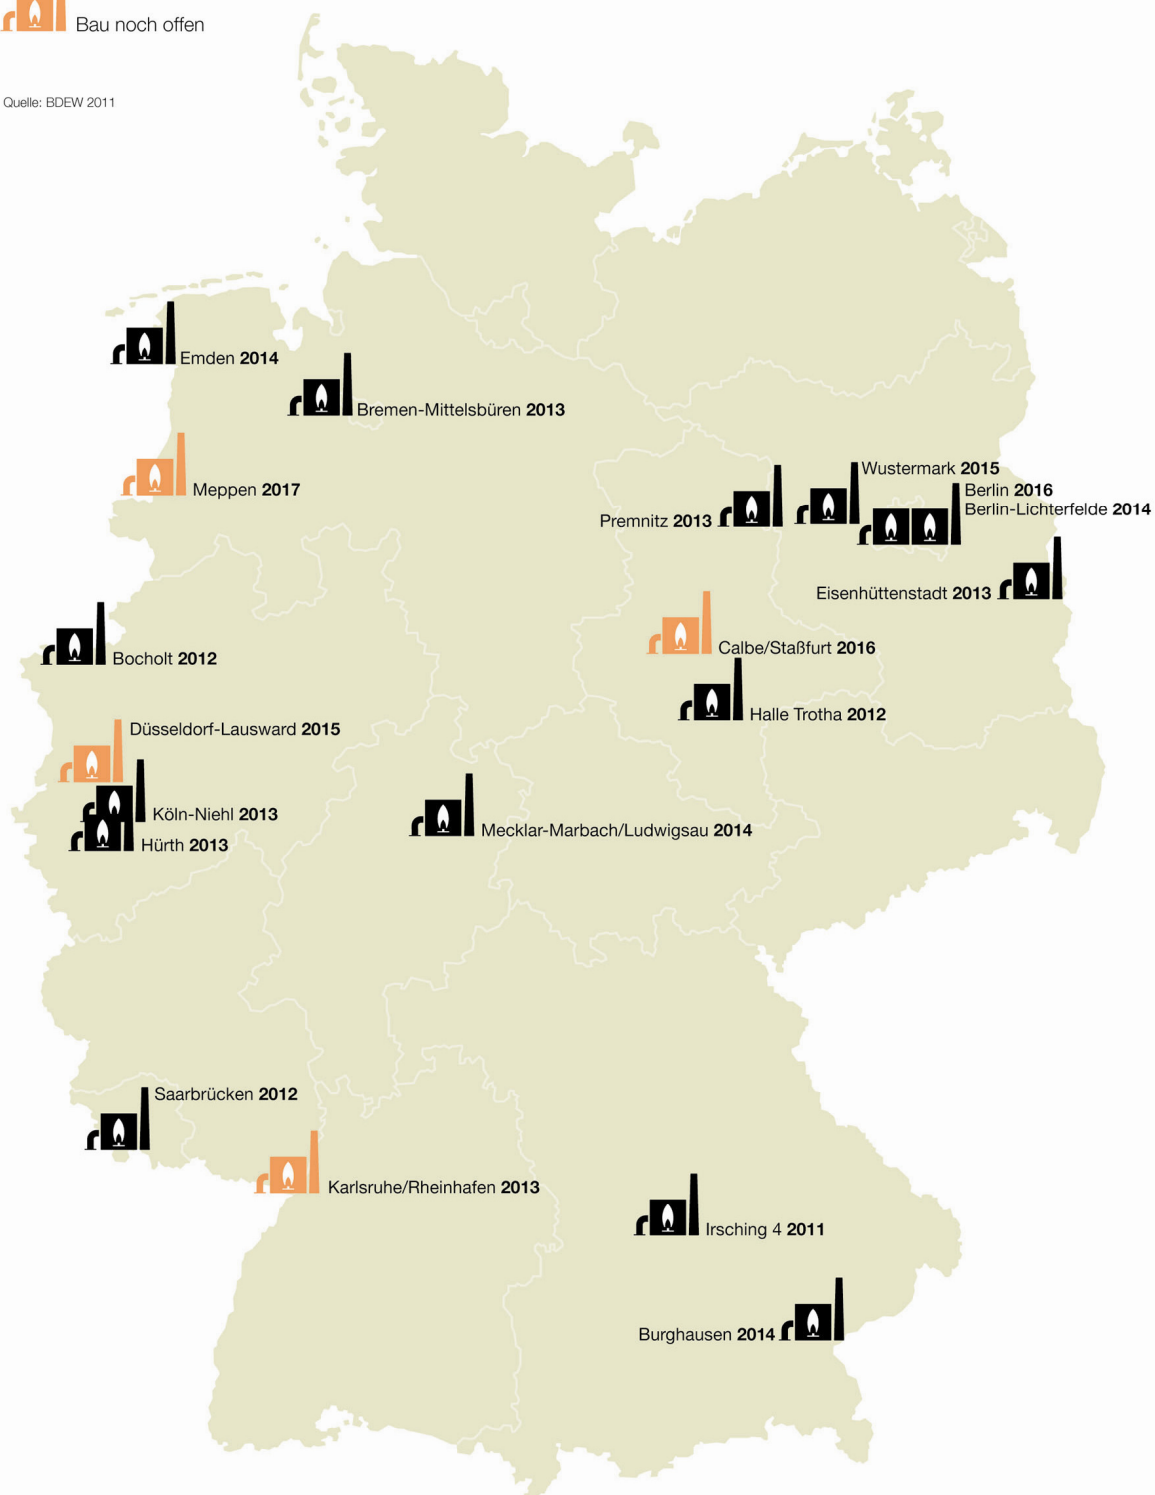 Bau noch offen
Quelle: BDEW 2011
Emden 2014
Bremen-Mittelsbüren 2013
Meppen 2017
Wustermark 2015
Berlin 2016
Berlin-Lichterfelde 2014
Premnitz 2013
Eisenhüttenstadt 2013
Calbe/Staßfurt 2016
Bocholt 2012
Halle Trotha 2012
Düsseldorf-Lausward 2015
Köln-Niehl 2013
Mecklar-Marbach/Ludwigsau 2014
Hürth 2013
Saarbrücken 2012
Karlsruhe/Rheinhafen 2013
Irsching 4 2011
Burghausen 2014